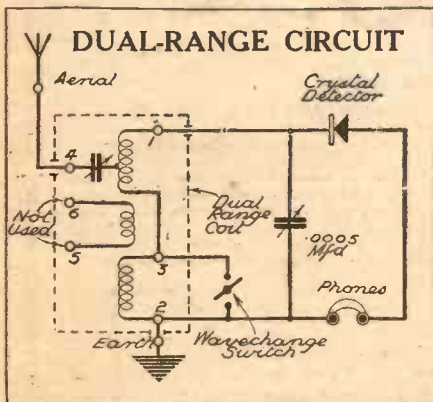 DUAL-RANGE CIRCUIT
Aerial
Crystal
Detector
4
1
6
Not
Used
5
Dual
Range
Coil
3
.0005
Mfd
Phones
2
Wavechange
Switch
Earth